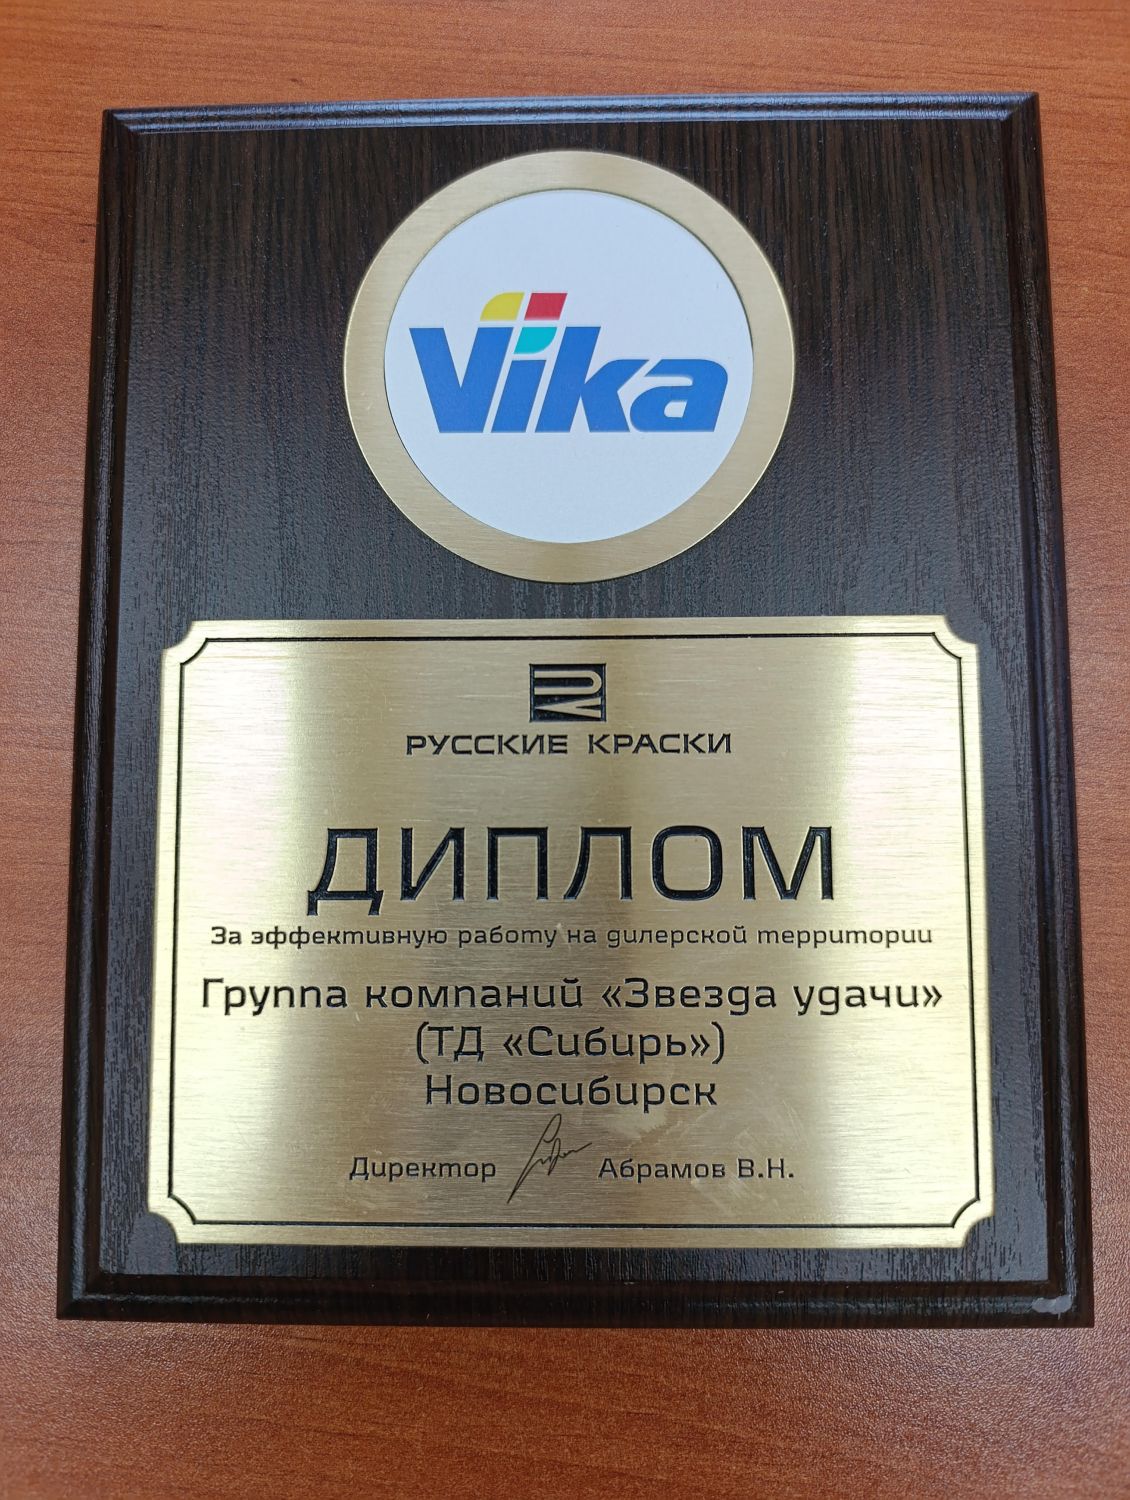 Vika
РУССКИЕ КРАСКИ
ДИПЛОМ
За эффективную работу на дилерской территории
Группа компаний «Звезда удачи»
(ТД «Сибирь»)
Новосибирск
Директор Абрамов В.Н.